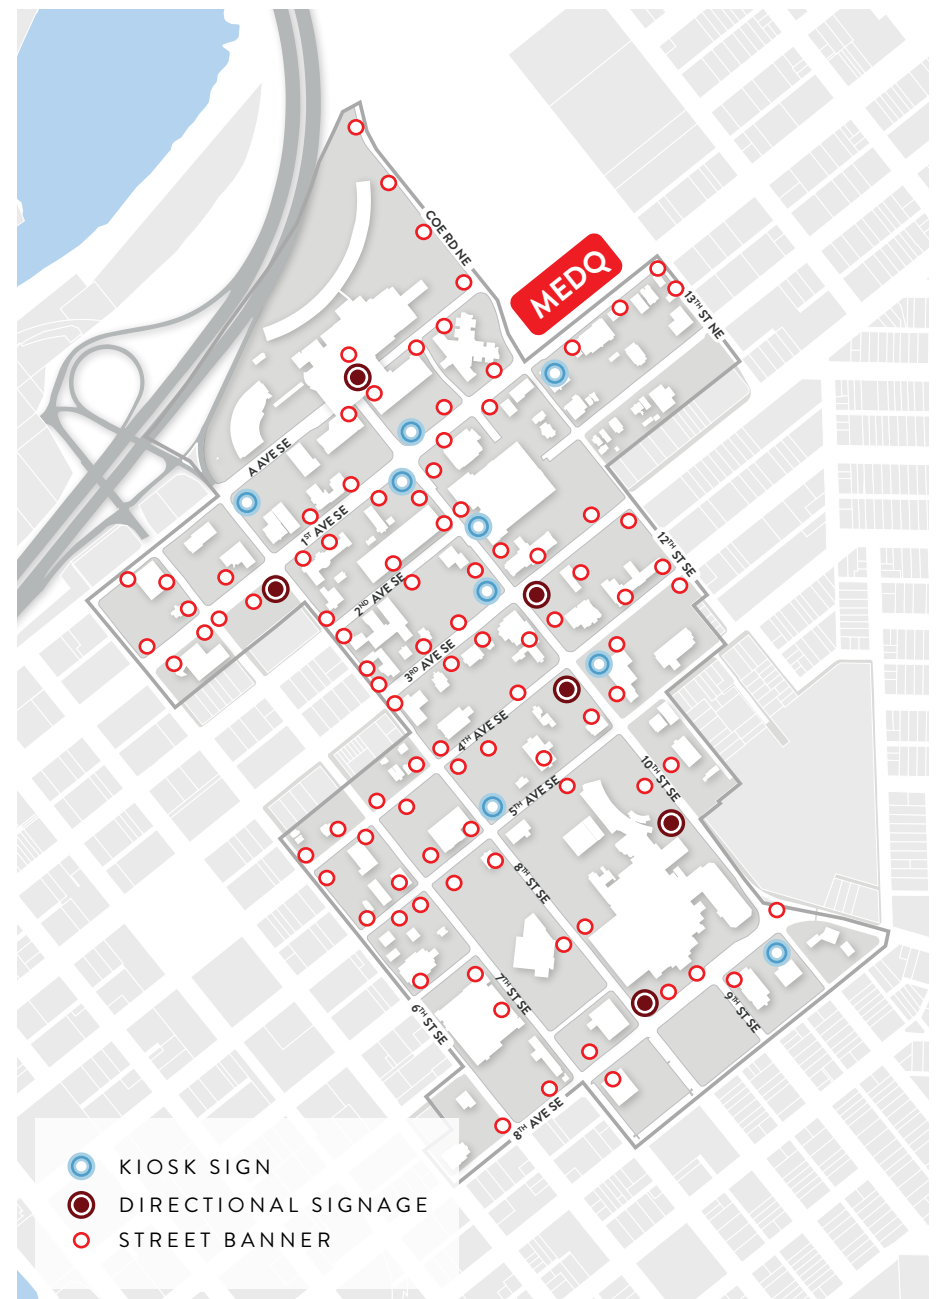 COE RD NE
MEDQ
13TH ST NE
A AVE SE
1ST AVE SE
2ND AVE SE
12TH ST SE
3RD AVE SE
4TH AVE SE
10TH ST SE
5TH AVE SE
8TH ST SE
7TH ST SE
6TH ST SE
9TH ST SE
8TH AVE SE
KIOSK SIGN
DIRECTIONAL SIGNAGE
STREET BANNER